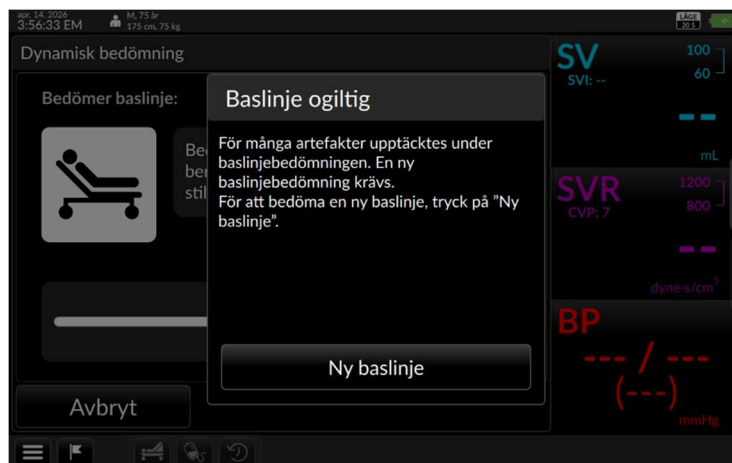 apr. 14, 2026
3:56:33 EM
M, 75 år
175 cm, 75 kg
LÄGE
20 S
Dynamisk bedömning
Bedömer baslinje:
Baslinje ogiltig
För många artefakter upptäcktes under
baslinjebedömningen. En ny
baslinjebedömning krävs.
För att bedöma en ny baslinje, tryck på ”Ny
baslinje”.
Ny baslinje
Avbryt
SV
SVI: --
100
60
--
mL
SVR
CVP: 7
1200
800
--
dyne·s/cm⁵
BP
--- / ---
(---)
mmHg